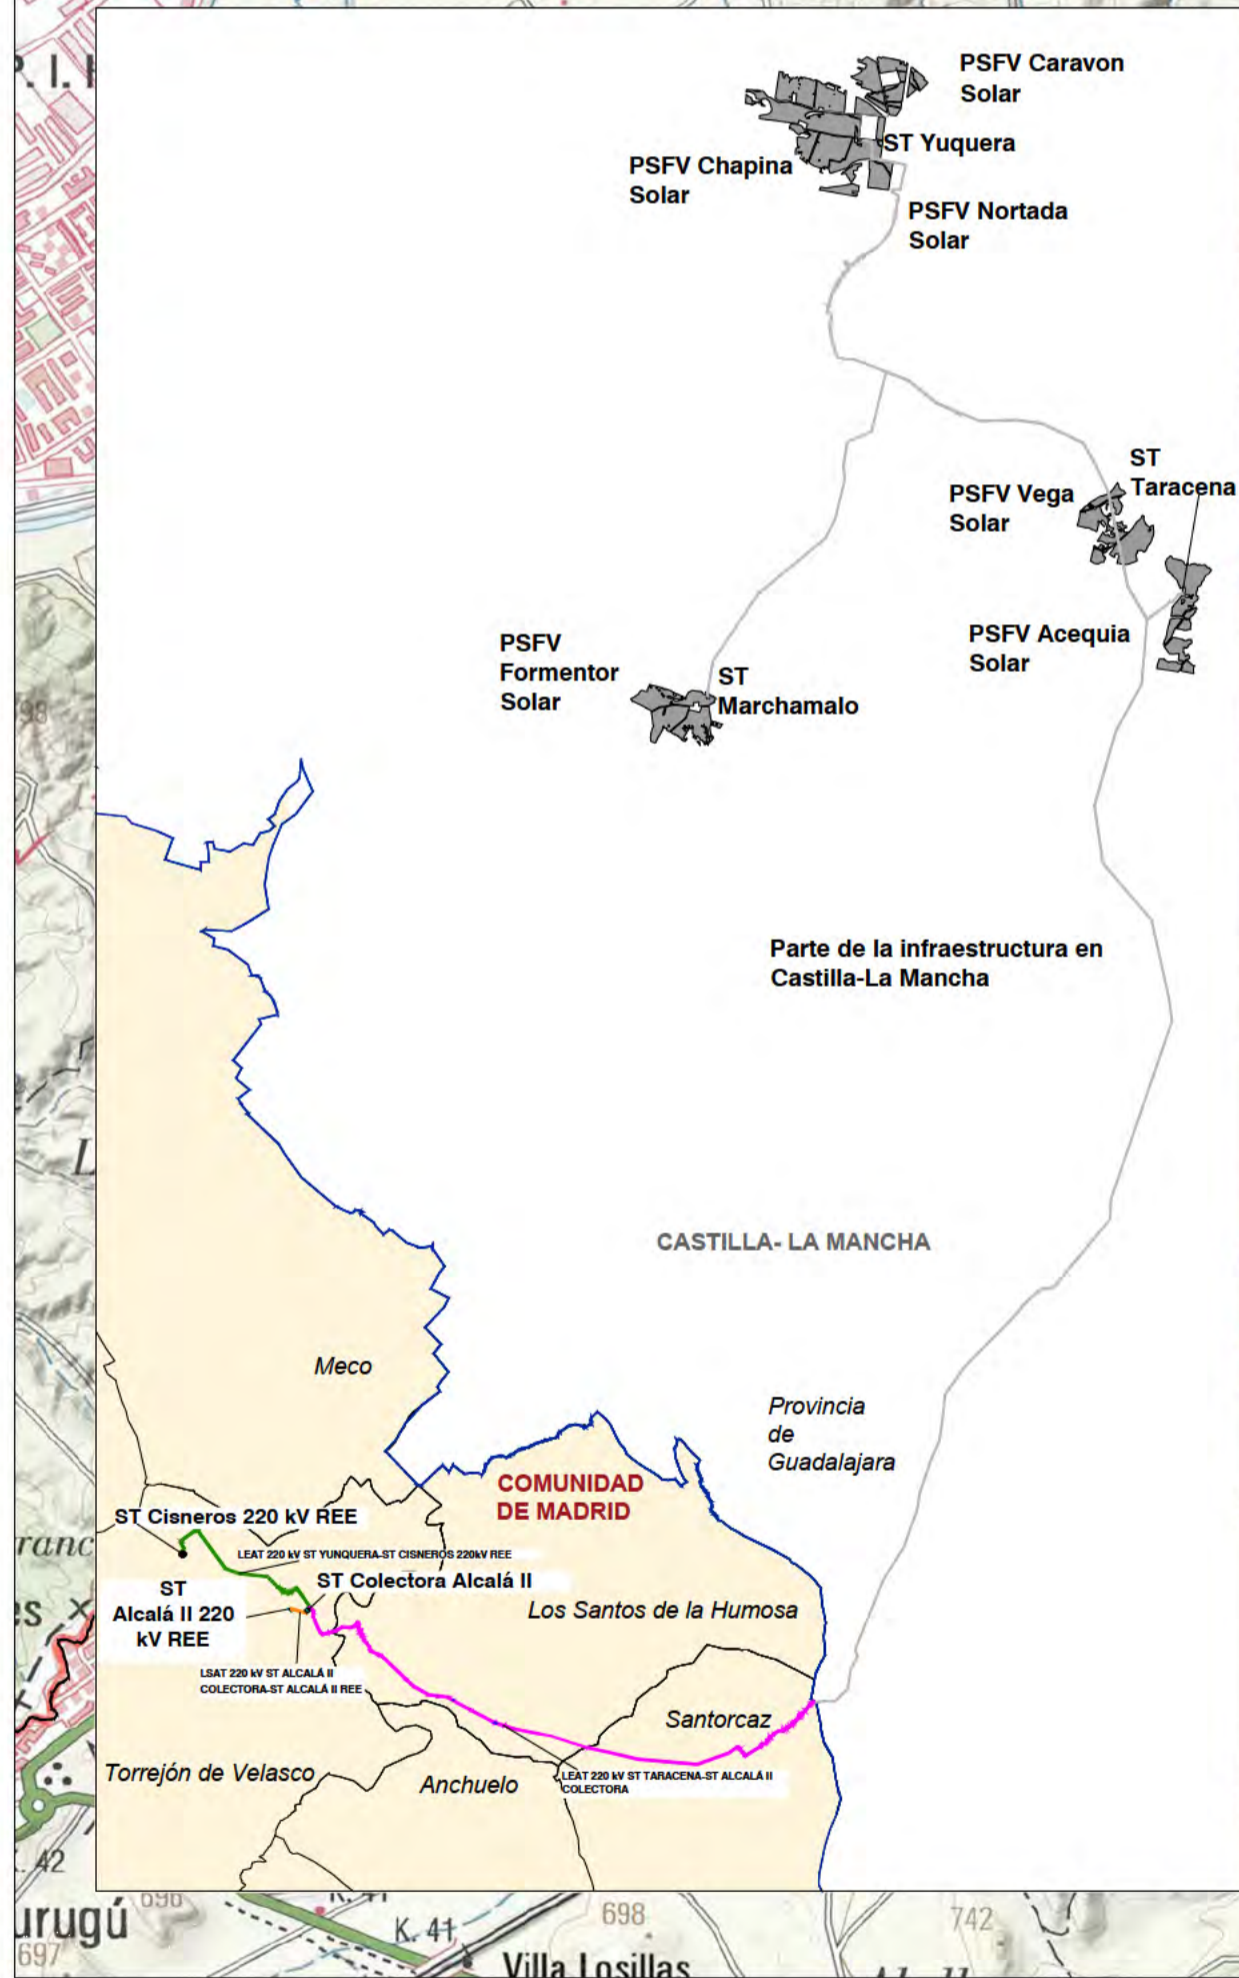 P. I.
PSFV Caravon
Solar
ST Yuquera
PSFV Chapina
Solar
PSFV Nortada
Solar
ST
Taracena
PSFV Vega
Solar
PSFV Acequia
Solar
PSFV
Formentor
Solar
ST
Marchamalo
Parte de la infraestructura en
Castilla-La Mancha
CASTILLA- LA MANCHA
Meco
Provincia
de
Guadalajara
COMUNIDAD
DE MADRID
ST Cisneros 220 kV REE
LEAT 220 kV ST YUNQUERA-ST CISNEROS 220kV REE
ST Colectora Alcalá II
ST
Alcalá II 220
kV REE
Los Santos de la Humosa
LSAT 220 kV ST ALCALÁ II
COLECTORA-ST ALCALÁ II REE
Santorcaz
Torrejón de Velasco
Anchuelo
LEAT 220 kV ST TARACENA-ST ALCALÁ II
COLECTORA
ranc
es
. 42
urugú
697
696
K. 41
K. 41
698
742
Villa Losillas